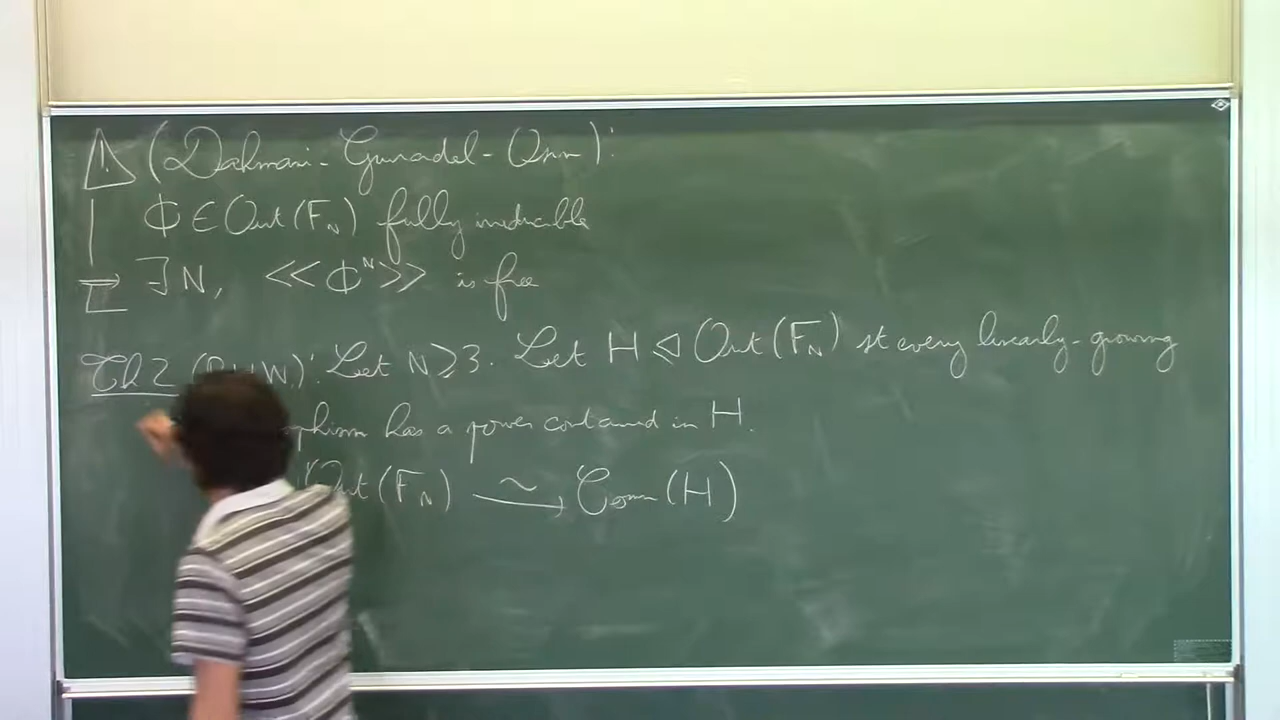 (Dahmani-Guirardel-Osin):
Φ ∈ Out(F_N) fully irreducible
∃N, <<Φ^N>> is free
Th 2 (B.H.W.): Let N ≥ 3. Let H ◁ Out(F_N) st every linearly-growing
phism has a power contained in H.
Out(F_N) ⥲ Comm(H)